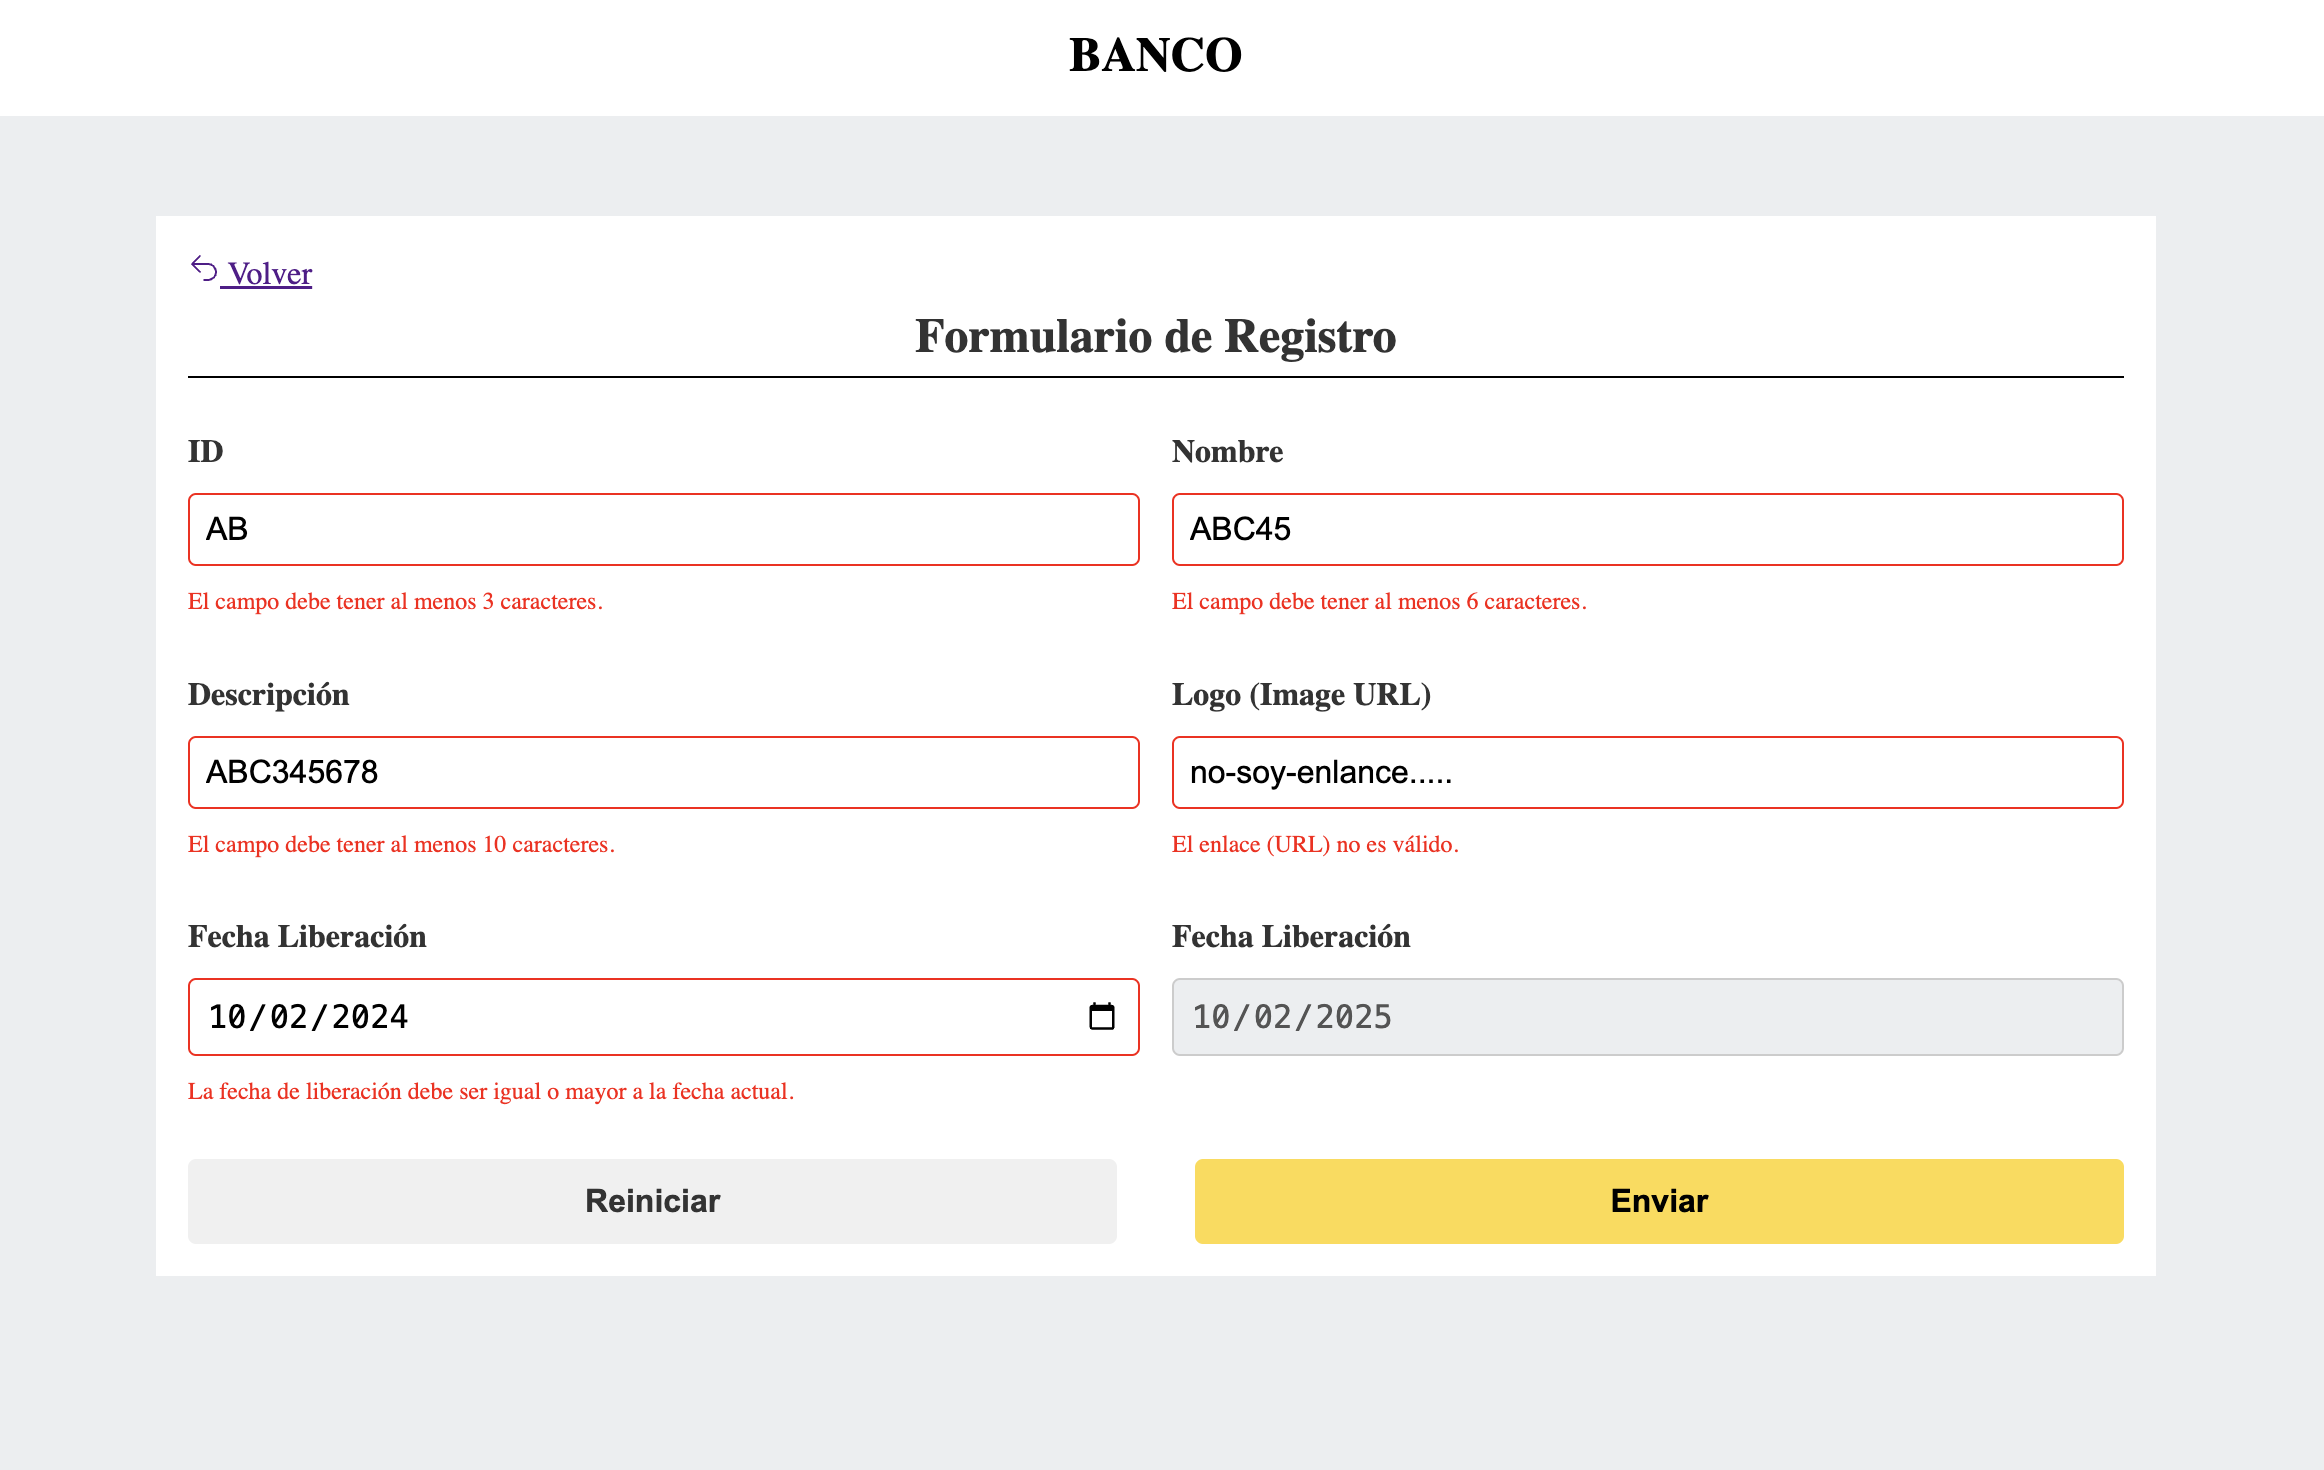 BANCO
Volver
Formulario de Registro
ID
Nombre
AB
ABC45
El campo debe tener al menos 3 caracteres.
El campo debe tener al menos 6 caracteres.
Descripción
Logo (Image URL)
ABC345678
no-soy-enlance.....
El campo debe tener al menos 10 caracteres.
El enlace (URL) no es válido.
Fecha Liberación
Fecha Liberación
10/02/2024
10/02/2025
La fecha de liberación debe ser igual o mayor a la fecha actual.
Reiniciar
Enviar